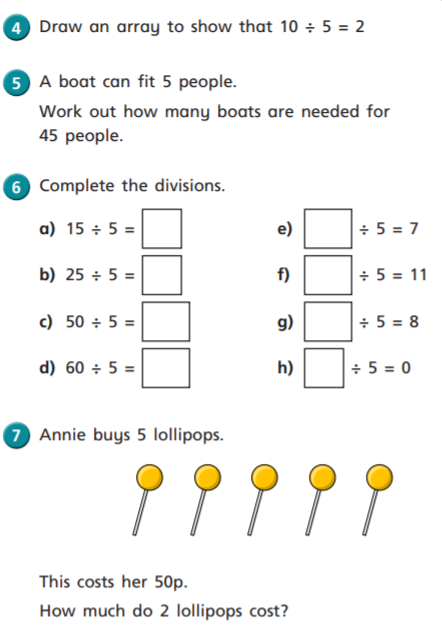 4 Draw an array to show that 10 ÷ 5 = 2
5 A boat can fit 5 people.
Work out how many boats are needed for
45 people.
6 Complete the divisions.
a) 15 ÷ 5 =
e) ÷ 5 = 7
b) 25 ÷ 5 =
f) ÷ 5 = 11
c) 50 ÷ 5 =
g) ÷ 5 = 8
d) 60 ÷ 5 =
h) ÷ 5 = 0
7 Annie buys 5 lollipops.
This costs her 50p.
How much do 2 lollipops cost?